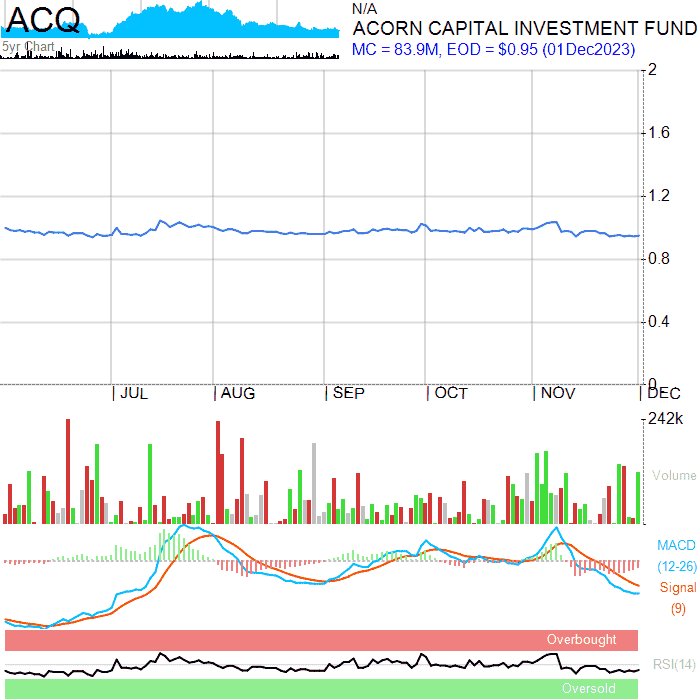 ACQ
5yr Chart
N/A
ACORN CAPITAL INVESTMENT FUND
MC = 83.9M, EOD = $0.95 (01Dec2023)
2
1.6
1.2
0.8
0.4
0
JUL AUG SEP OCT NOV DEC
242k
Volume
MACD
(12-26)
Signal
(9)
Overbought
RSI(14)
Oversold